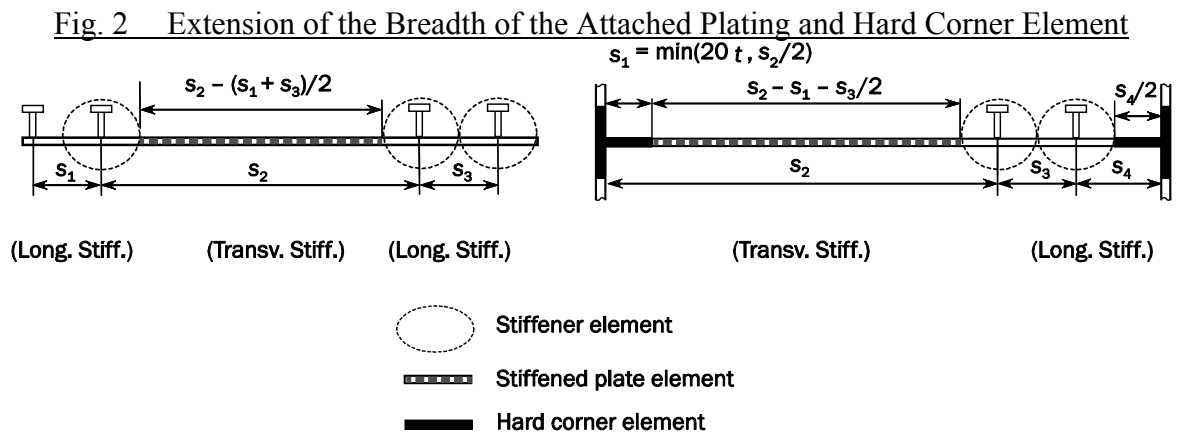 Fig. 2 Extension of the Breadth of the Attached Plating and Hard Corner Element
s₁ = min(20 t , s₂/2)
s₂ – (s₁ + s₃)/2
s₂ – s₁ – s₃/2
s₄/2
s₁
s₂
s₃
s₂
s₃
s₄
(Long. Stiff.) (Transv. Stiff.) (Long. Stiff.) (Transv. Stiff.) (Long. Stiff.)
Stiffener element
Stiffened plate element
Hard corner element